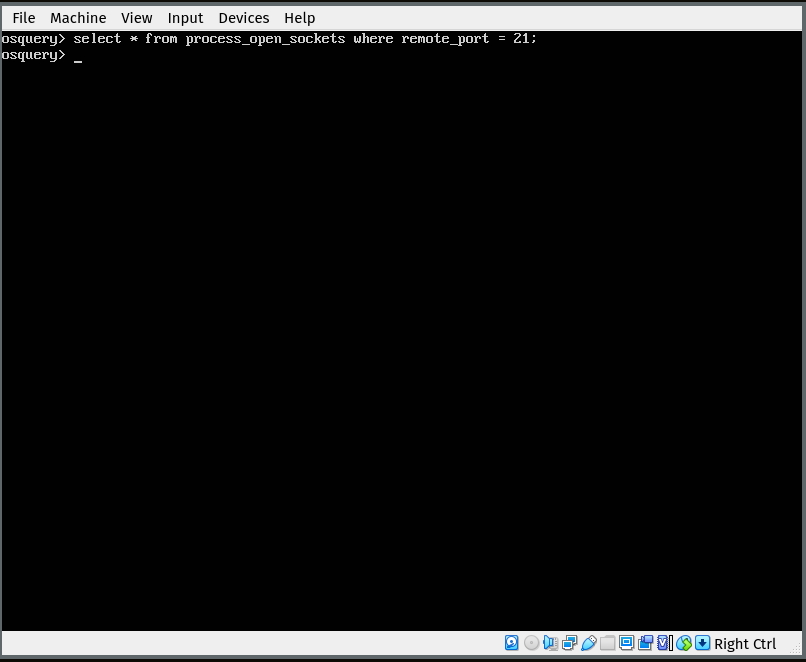 File Machine View Input Devices Help
osquery> select * from process_open_sockets where remote_port = 21;
osquery> _
Right Ctrl